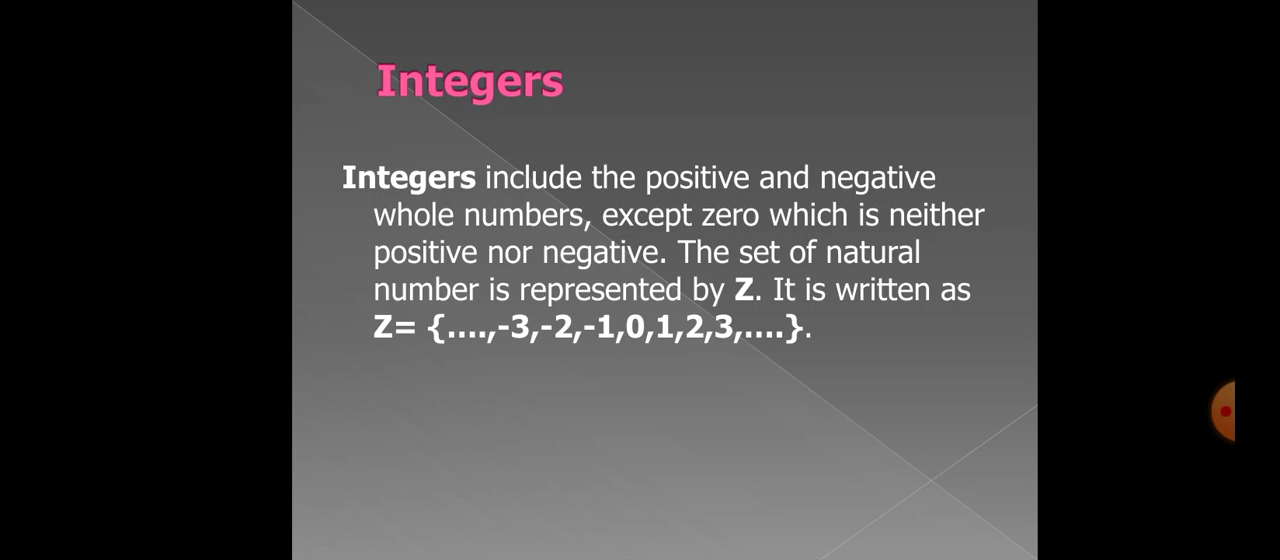 Integers
Integers include the positive and negative
whole numbers, except zero which is neither
positive nor negative. The set of natural
number is represented by Z. It is written as
Z= {....,-3,-2,-1,0,1,2,3,....}.